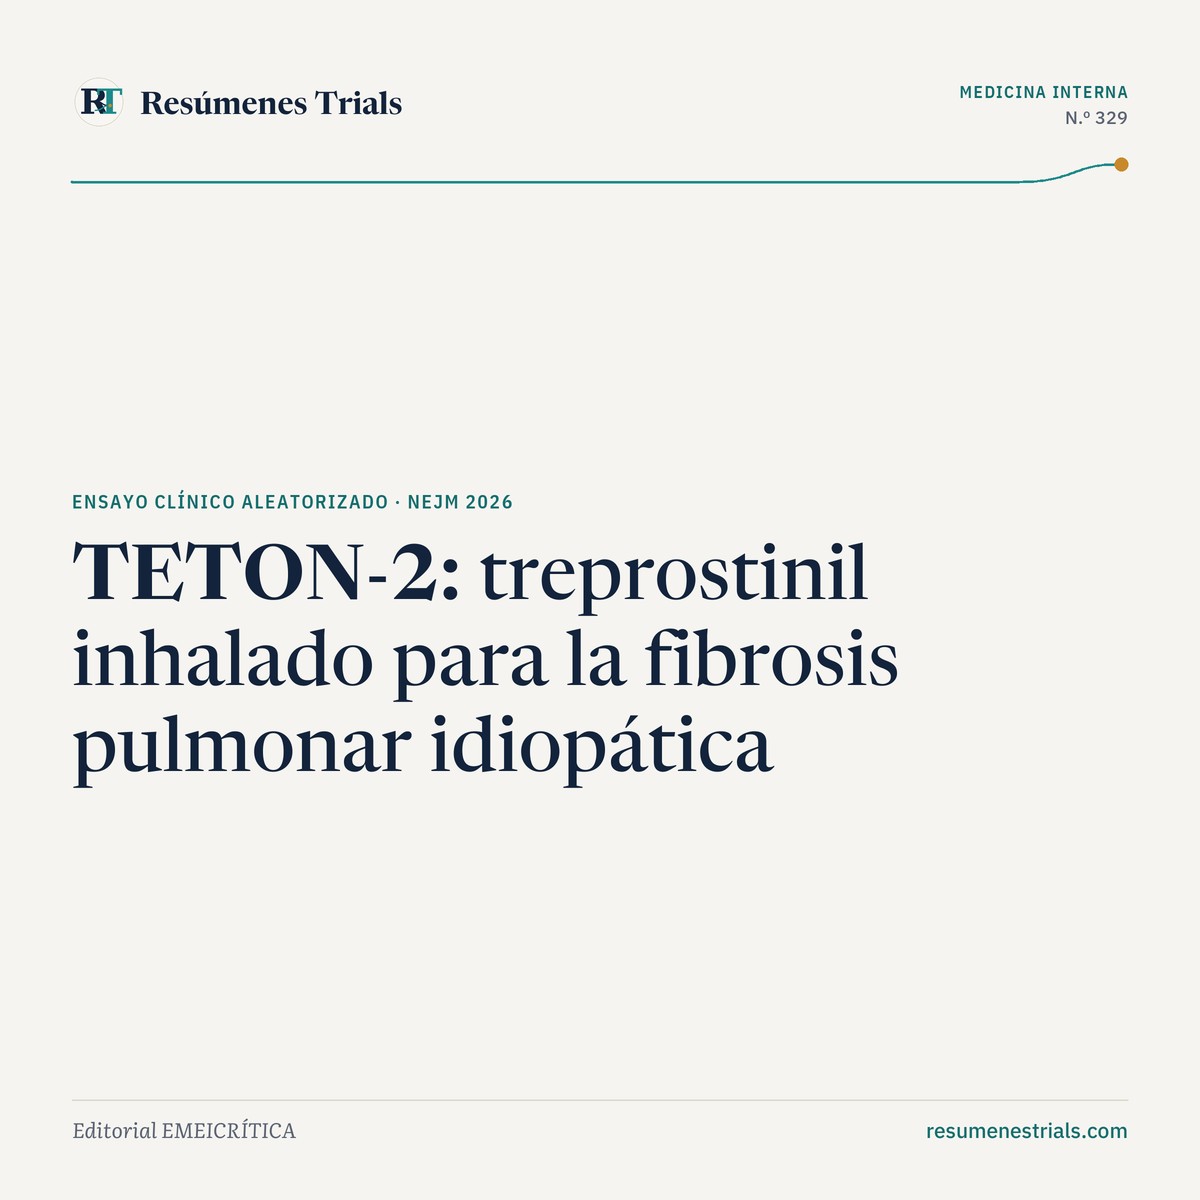 RT Resúmenes Trials
MEDICINA INTERNA
N.º 329
ENSAYO CLÍNICO ALEATORIZADO · NEJM 2026
TETON-2: treprostinil
inhalado para la fibrosis
pulmonar idiopática
Editorial EMEICRÍTICA
resumenestrials.com